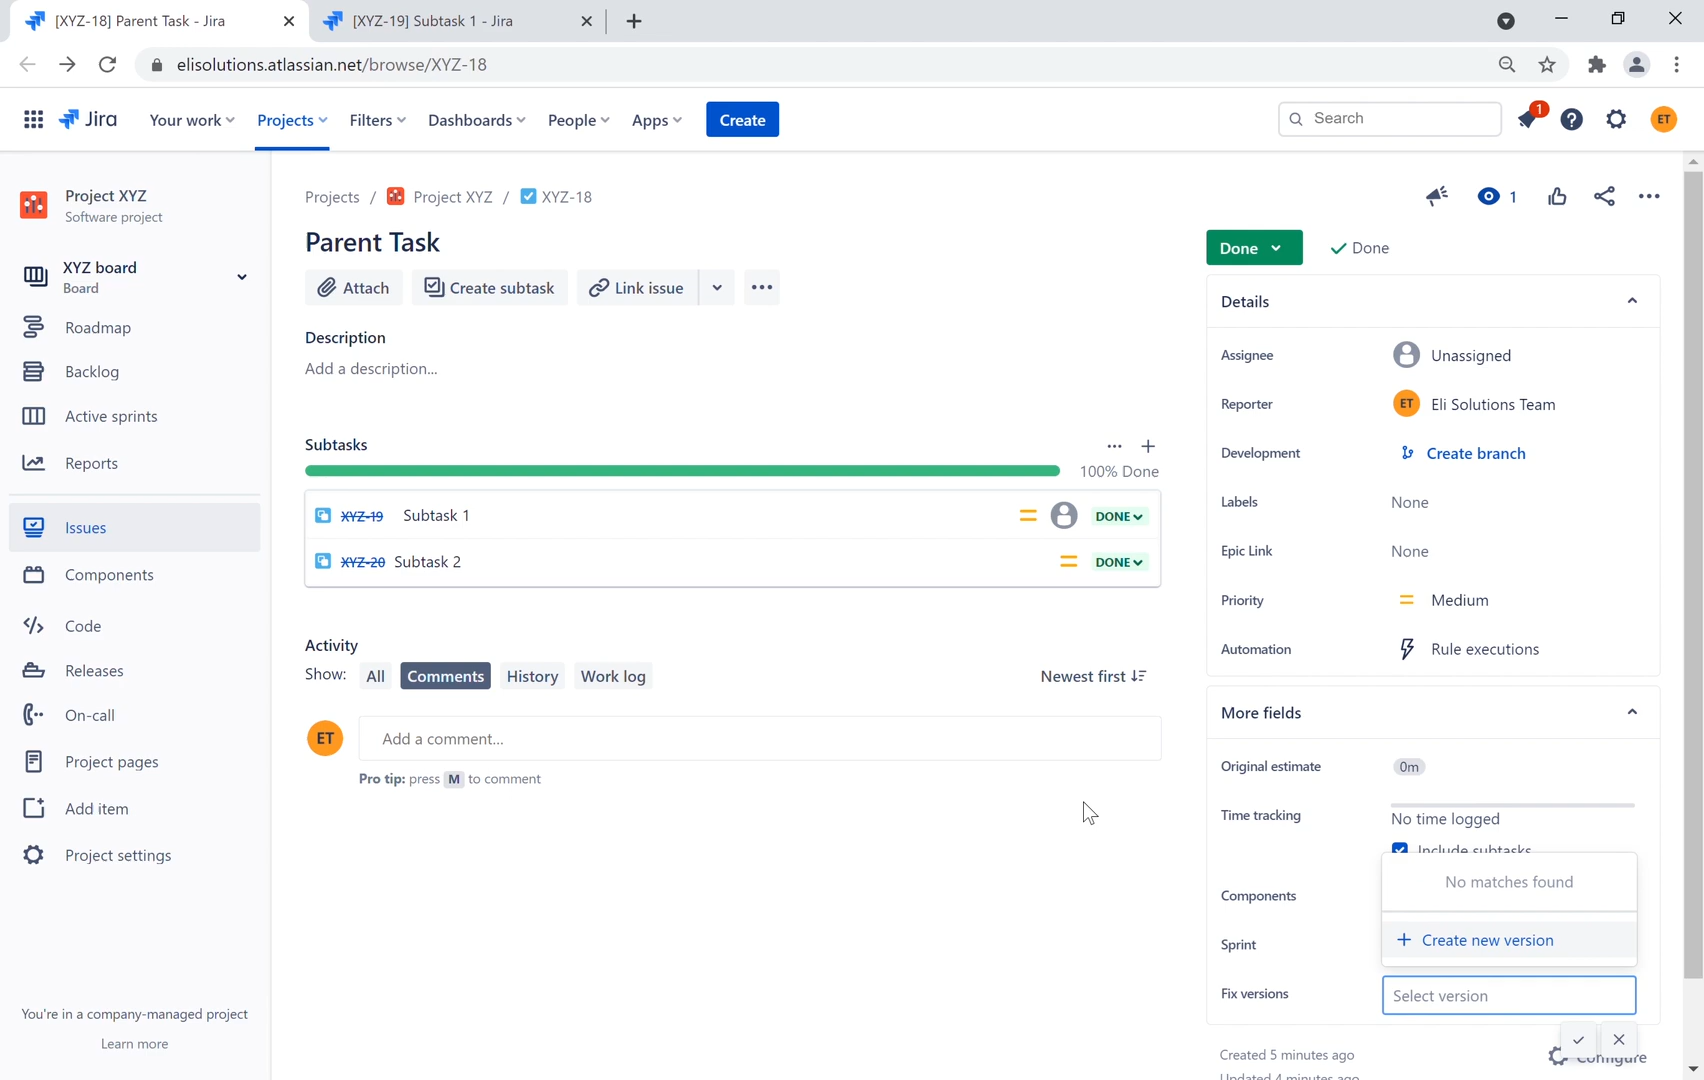 [XYZ-18] Parent Task - Jira
[XYZ-19] Subtask 1 - Jira
elisolutions.atlassian.net/browse/XYZ-18
Jira
Your work
Projects
Filters
Dashboards
People
Apps
Create
Search
1
ET
Project XYZ
Software project
XYZ board
Board
Roadmap
Backlog
Active sprints
Reports
Issues
Components
Code
Releases
On-call
Project pages
Add item
Project settings
You're in a company-managed project
Learn more
Projects / Project XYZ / XYZ-18
1
Parent Task
Attach
Create subtask
Link issue
Description
Add a description...
Subtasks
100% Done
XYZ-19 Subtask 1 DONE
XYZ-20 Subtask 2 DONE
Activity
Show: All Comments History Work log
Newest first
ET
Add a comment...
Pro tip: press M to comment
Done
Done
Details
Assignee Unassigned
Reporter ET Eli Solutions Team
Development Create branch
Labels None
Epic Link None
Priority Medium
Automation Rule executions
More fields
Original estimate 0m
Time tracking No time logged
Include subtasks
Components
No matches found
Sprint
+ Create new version
Fix versions Select version
Created 5 minutes ago
Configure
Updated 4 minutes ago